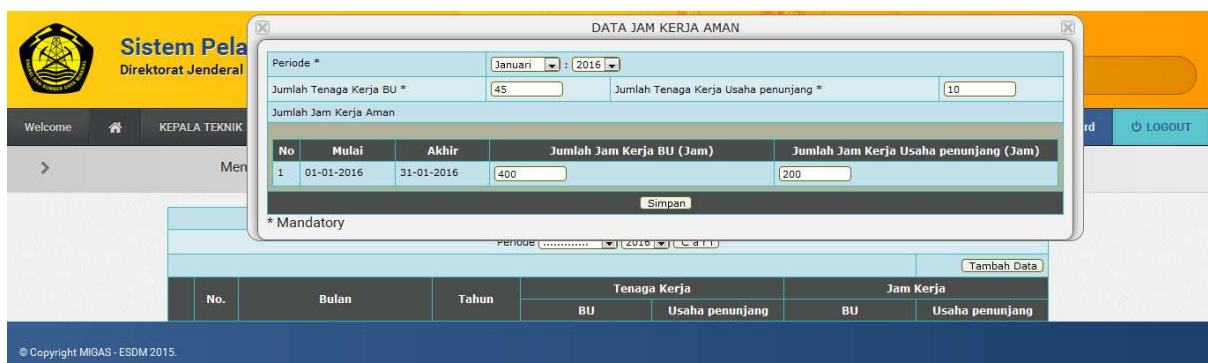 DATA JAM KERJA AMAN
Sistem Pela
Direktorat Jenderal
Periode * Januari : 2016
Jumlah Tenaga Kerja BU * 45 Jumlah Tenaga Kerja Usaha penunjang * 10
Jumlah Jam Kerja Aman
Welcome KEPALA TEKNIK rd LOGOUT
No Mulai Akhir Jumlah Jam Kerja BU (Jam) Jumlah Jam Kerja Usaha penunjang (Jam)
1 01-01-2016 31-01-2016 400 200
Men
Simpan
* Mandatory
Periode ............. 2016 Cari
Tambah Data
No. Bulan Tahun Tenaga Kerja Jam Kerja
BU Usaha penunjang BU Usaha penunjang
© Copyright MIGAS - ESDM 2015.